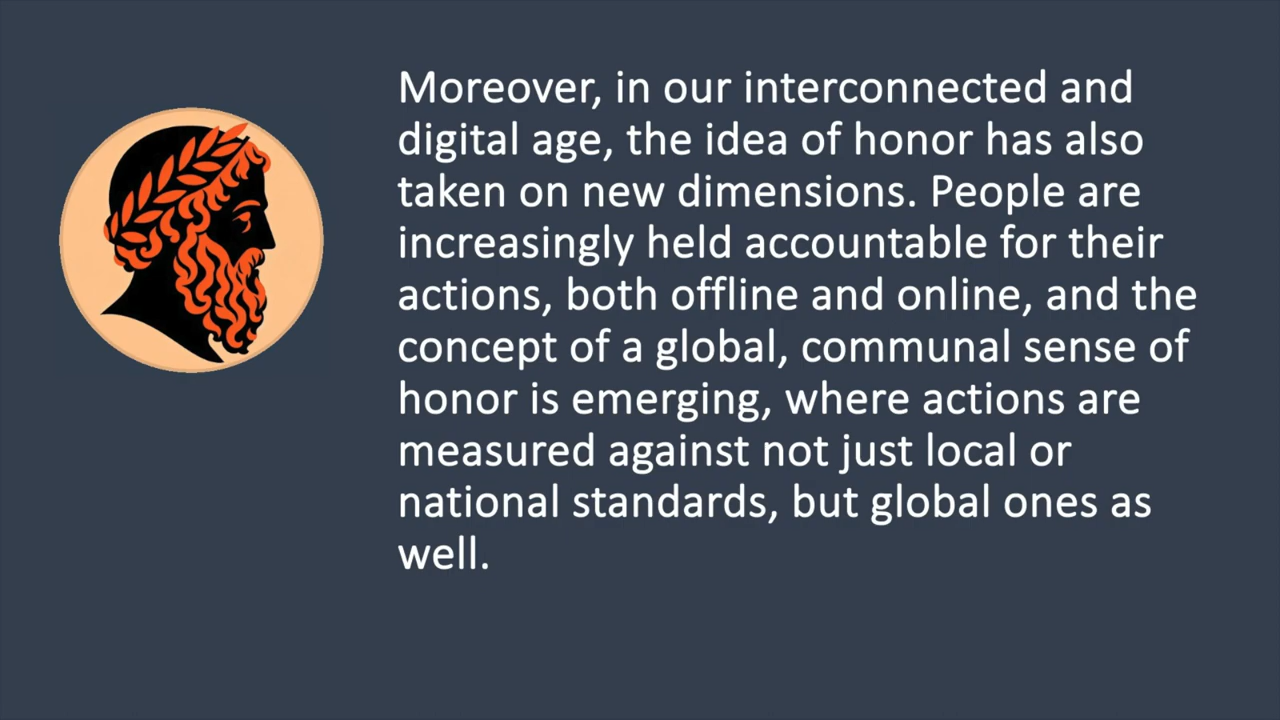 Moreover, in our interconnected and
digital age, the idea of honor has also
taken on new dimensions. People are
increasingly held accountable for their
actions, both offline and online, and the
concept of a global, communal sense of
honor is emerging, where actions are
measured against not just local or
national standards, but global ones as
well.